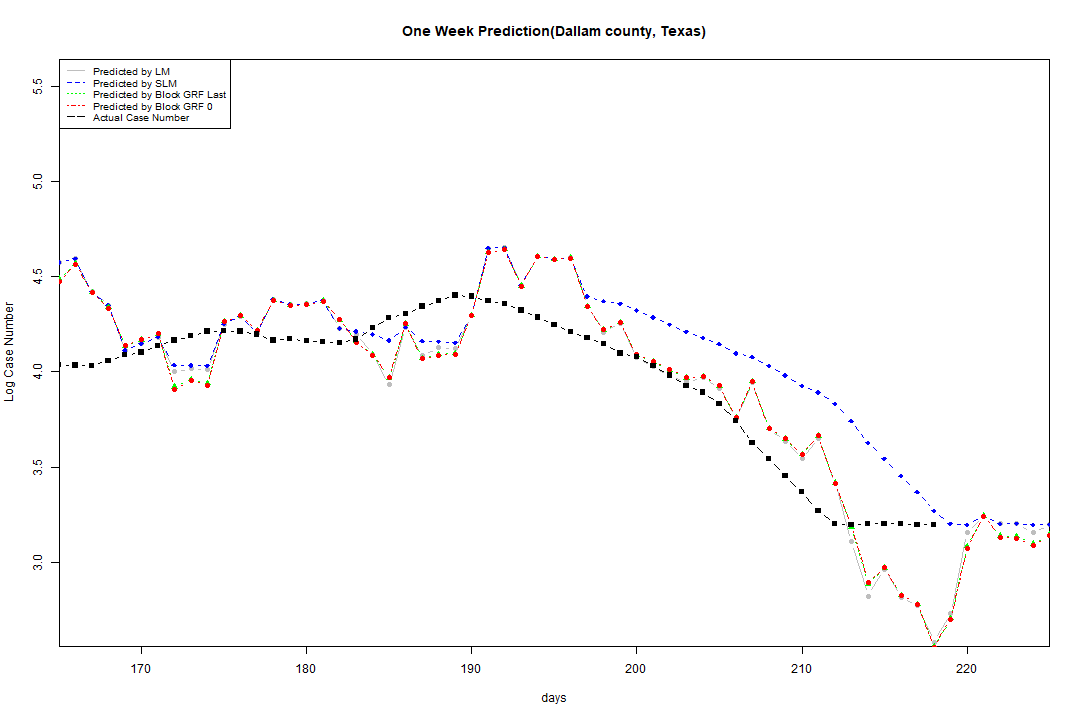 One Week Prediction(Dallam county, Texas)
Predicted by LM
Predicted by SLM
Predicted by Block GRF Last
Predicted by Block GRF 0
Actual Case Number
5.5
5.0
4.5
4.0
3.5
3.0
Log Case Number
170 180 190 200 210 220
days